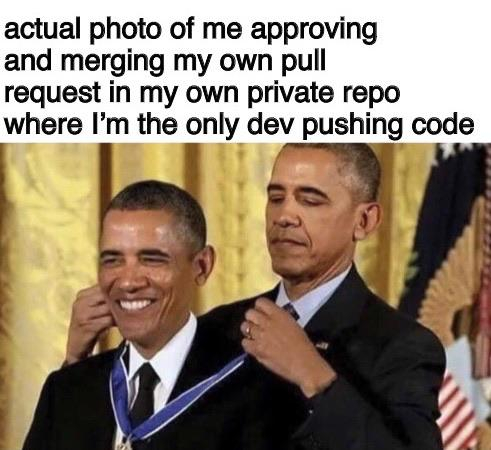 actual photo of me approving
and merging my own pull
request in my own private repo
where I’m the only dev pushing code